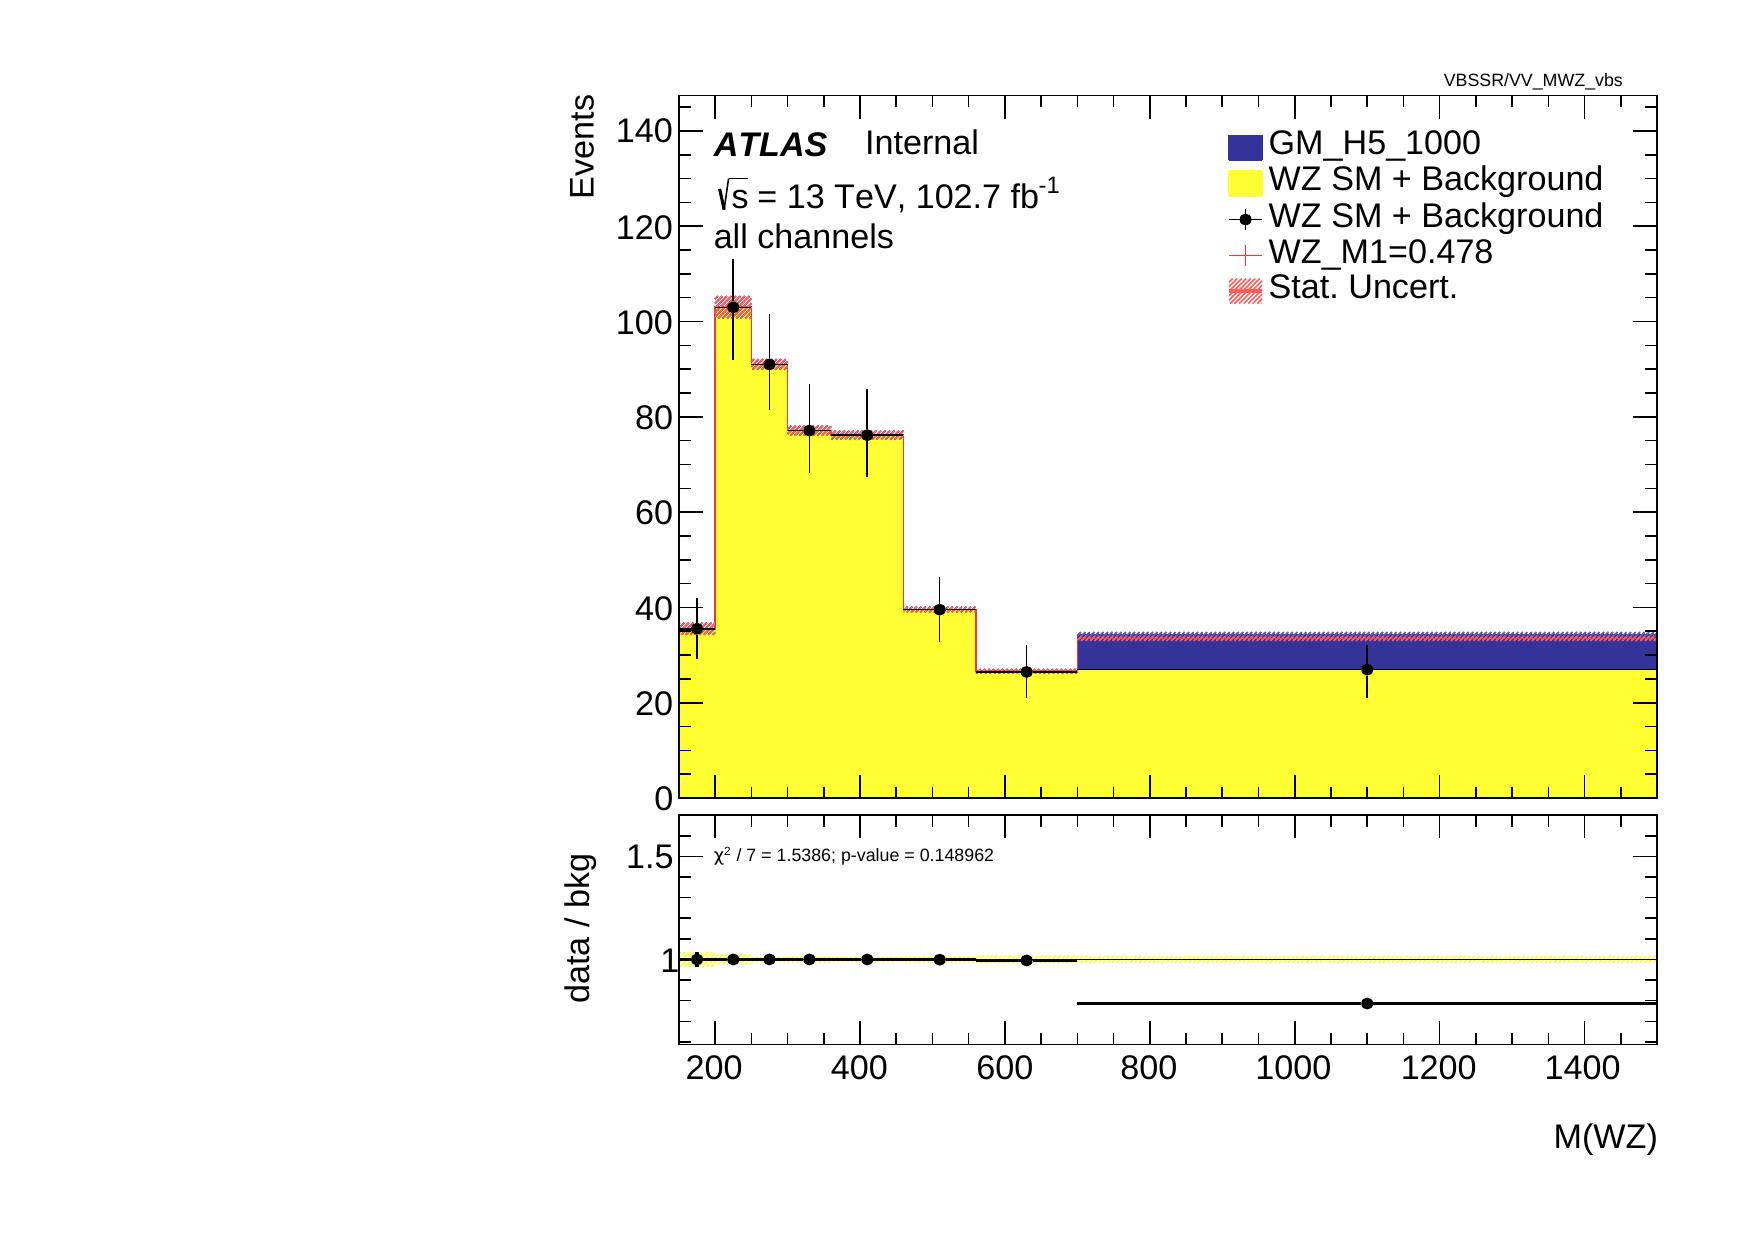 VBSSR/VV_MWZ_vbs
Events
140
120
100
80
60
40
20
0
ATLAS Internal
√s = 13 TeV, 102.7 fb-1
all channels
GM_H5_1000
WZ SM + Background
WZ SM + Background
WZ_M1=0.478
Stat. Uncert.
data / bkg
1.5
1
χ² / 7 = 1.5386; p-value = 0.148962
200 400 600 800 1000 1200 1400
M(WZ)